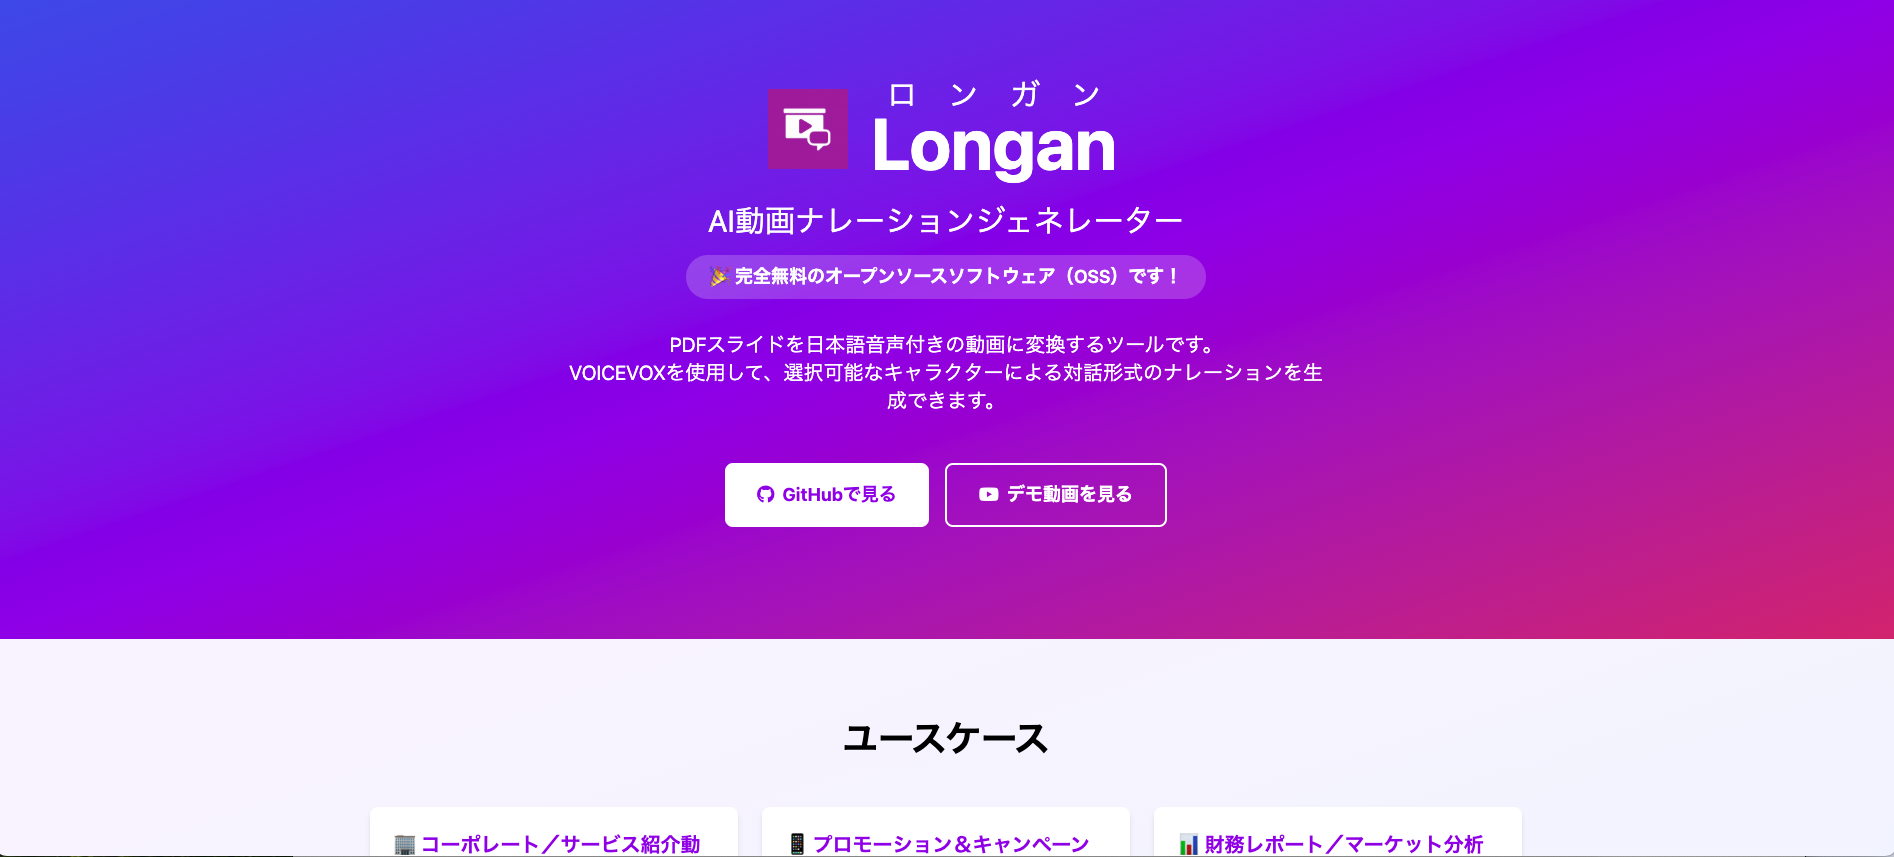 ロンガン
Longan
AI動画ナレーションジェネレーター
🎉 完全無料のオープンソースソフトウェア（OSS）です！
PDFスライドを日本語音声付きの動画に変換するツールです。
VOICEVOXを使用して、選択可能なキャラクターによる対話形式のナレーションを生
成できます。
GitHubで見る
デモ動画を見る
ユースケース
🏢 コーポレート／サービス紹介動
📱 プロモーション＆キャンペーン
📊 財務レポート／マーケット分析